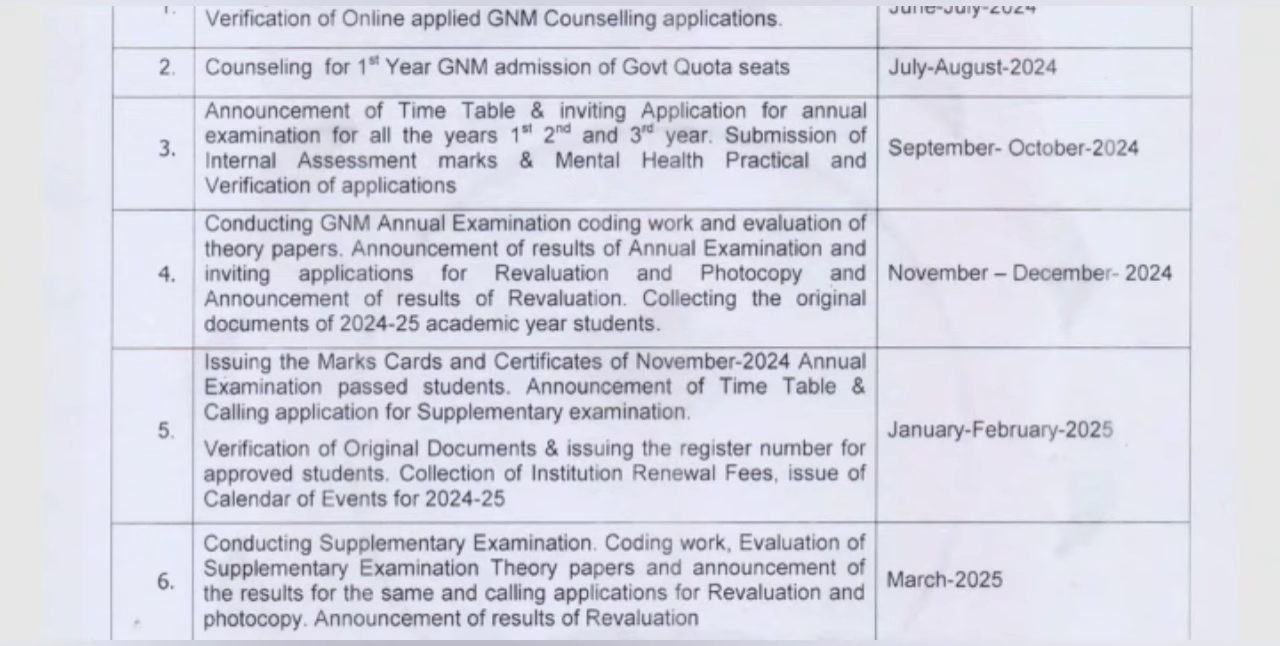 1.
Verification of Online applied GNM Counselling applications.
June-July-2024
2.
Counseling for 1st Year GNM admission of Govt Quota seats
July-August-2024
3.
Announcement of Time Table & inviting Application for annual
examination for all the years 1st 2nd and 3rd year. Submission of
Internal Assessment marks & Mental Health Practical and
Verification of applications
September- October-2024
4.
Conducting GNM Annual Examination coding work and evaluation of
theory papers. Announcement of results of Annual Examination and
inviting applications for Revaluation and Photocopy and
Announcement of results of Revaluation. Collecting the original
documents of 2024-25 academic year students.
November – December- 2024
5.
Issuing the Marks Cards and Certificates of November-2024 Annual
Examination passed students. Announcement of Time Table &
Calling application for Supplementary examination.
Verification of Original Documents & issuing the register number for
approved students. Collection of Institution Renewal Fees, issue of
Calendar of Events for 2024-25
January-February-2025
6.
Conducting Supplementary Examination. Coding work, Evaluation of
Supplementary Examination Theory papers and announcement of
the results for the same and calling applications for Revaluation and
photocopy. Announcement of results of Revaluation
March-2025